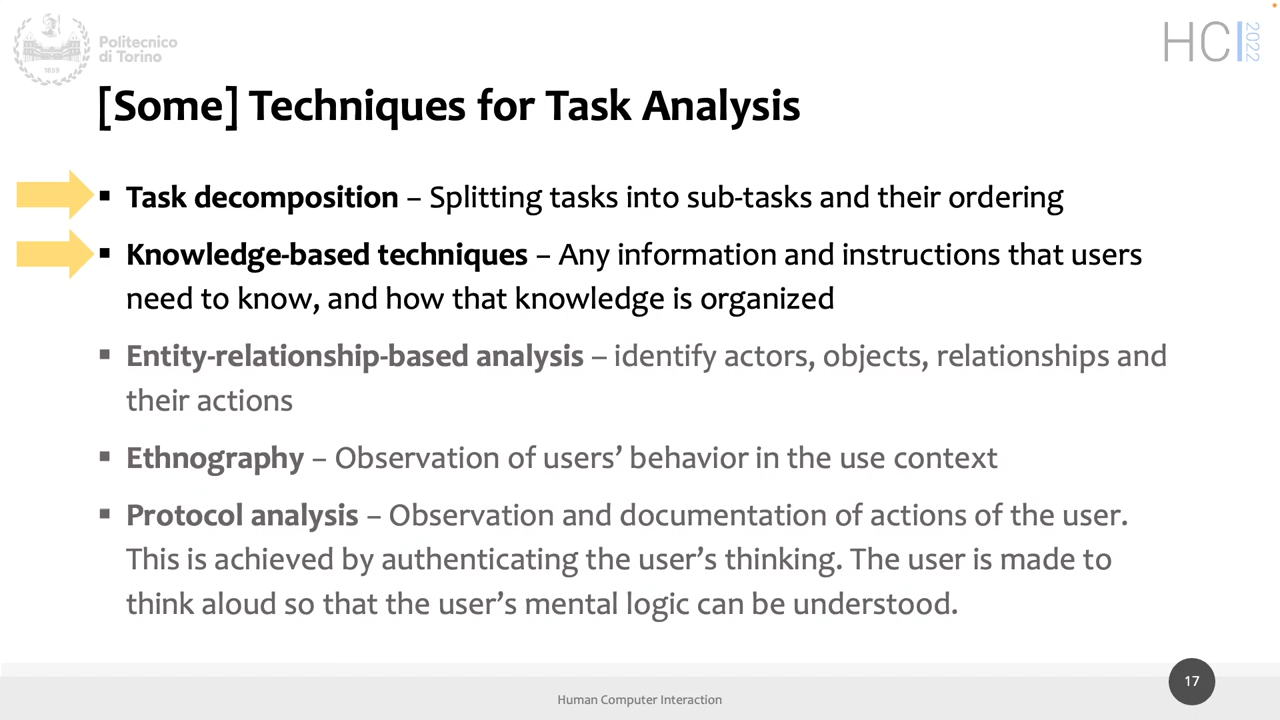 Politecnico
di Torino
1859
HCI 2022
[Some] Techniques for Task Analysis
▪ Task decomposition – Splitting tasks into sub-tasks and their ordering
▪ Knowledge-based techniques – Any information and instructions that users
need to know, and how that knowledge is organized
▪ Entity-relationship-based analysis – identify actors, objects, relationships and
their actions
▪ Ethnography – Observation of users’ behavior in the use context
▪ Protocol analysis – Observation and documentation of actions of the user.
This is achieved by authenticating the user’s thinking. The user is made to
think aloud so that the user’s mental logic can be understood.
Human Computer Interaction
17